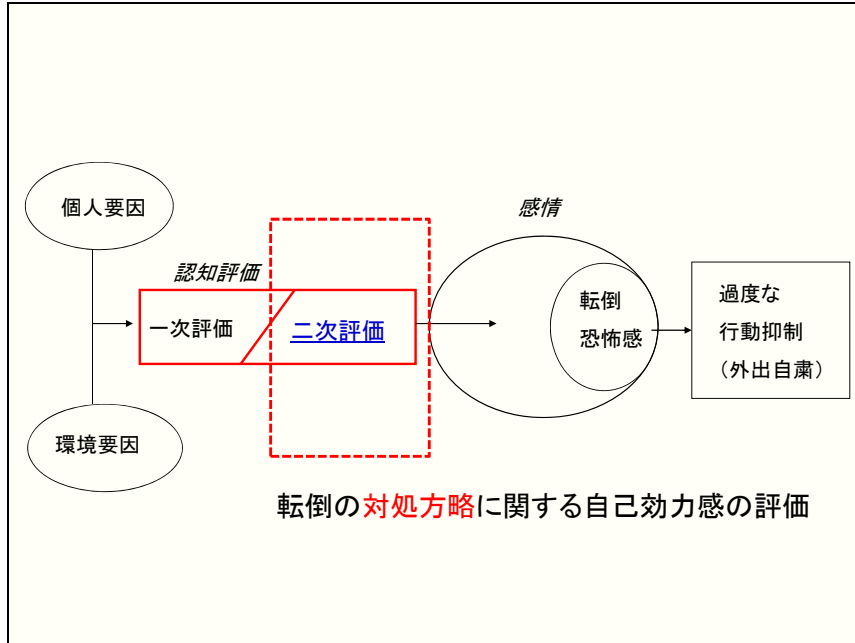 個人要因
感情
認知評価
一次評価
二次評価
転倒
恐怖感
過度な
行動抑制
（外出自粛）
環境要因
転倒の対処方略に関する自己効力感の評価